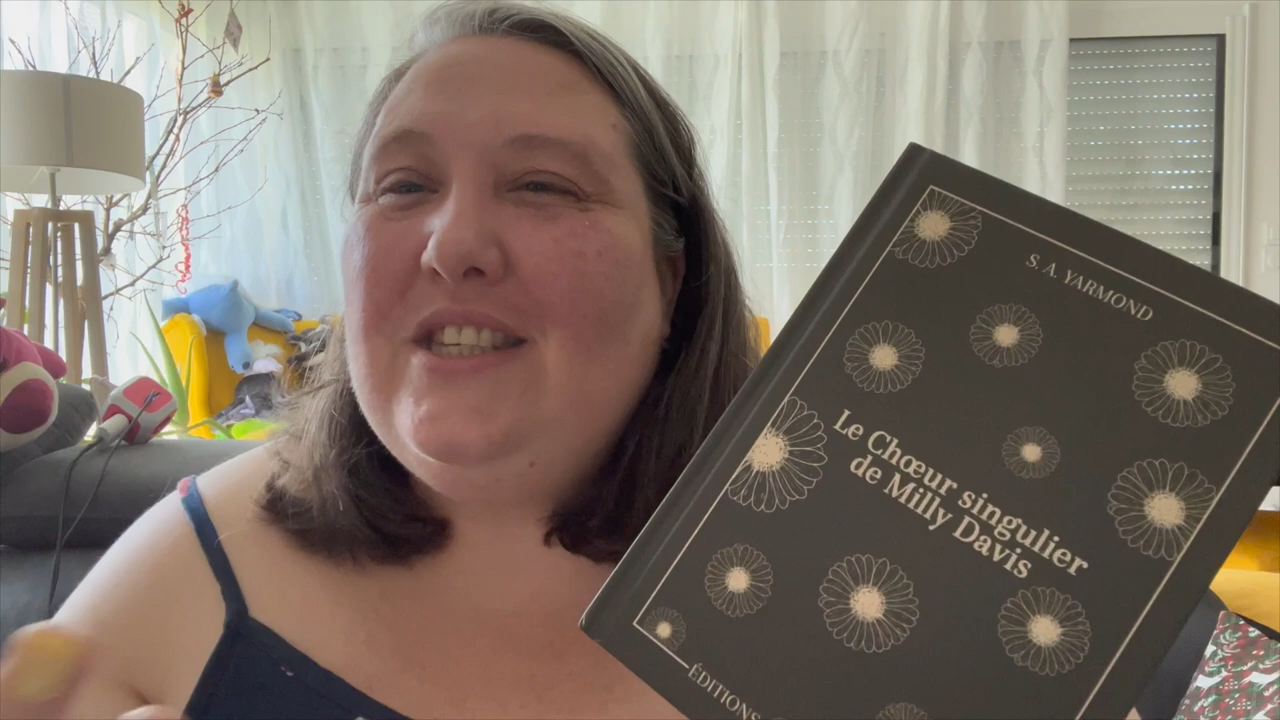 S. A. YARMOND
Le Chœur singulier
de Milly Davis
ÉDITIONS